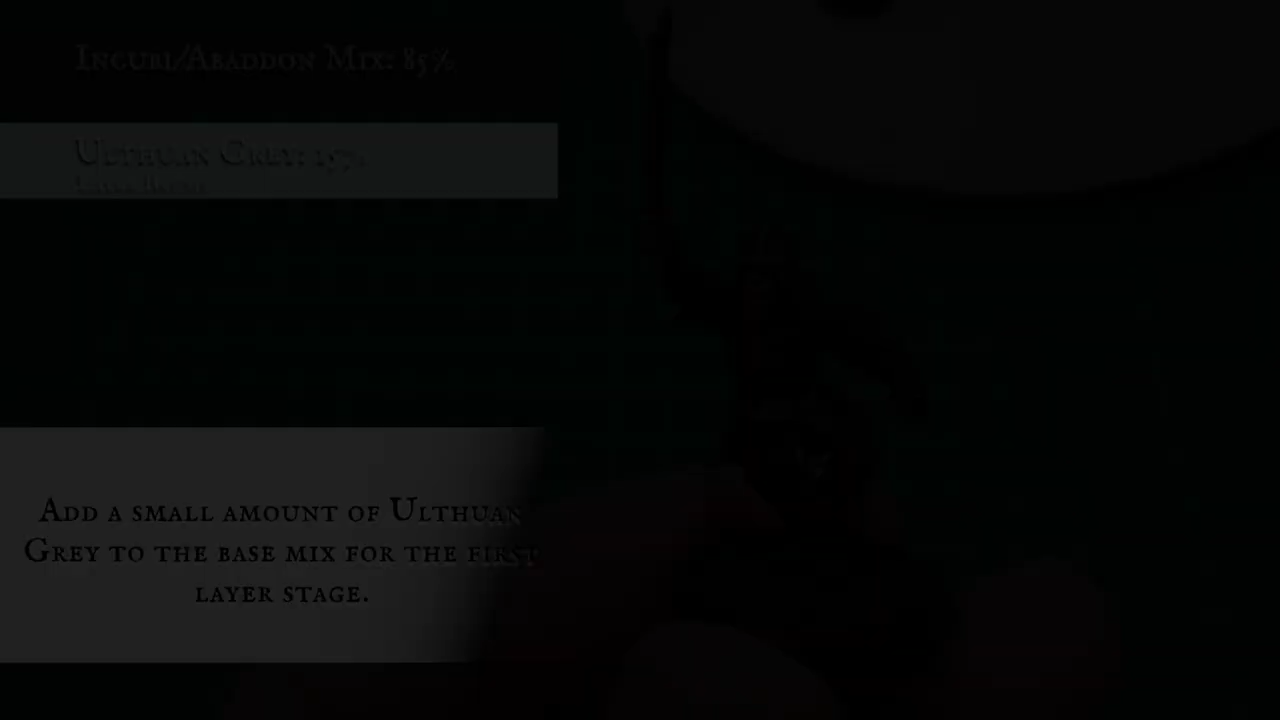 Incubi/Abaddon Mix: 85%
Ulthuan Grey: 15%
Add a small amount of Ulthuan
Grey to the base mix for the first
layer stage.